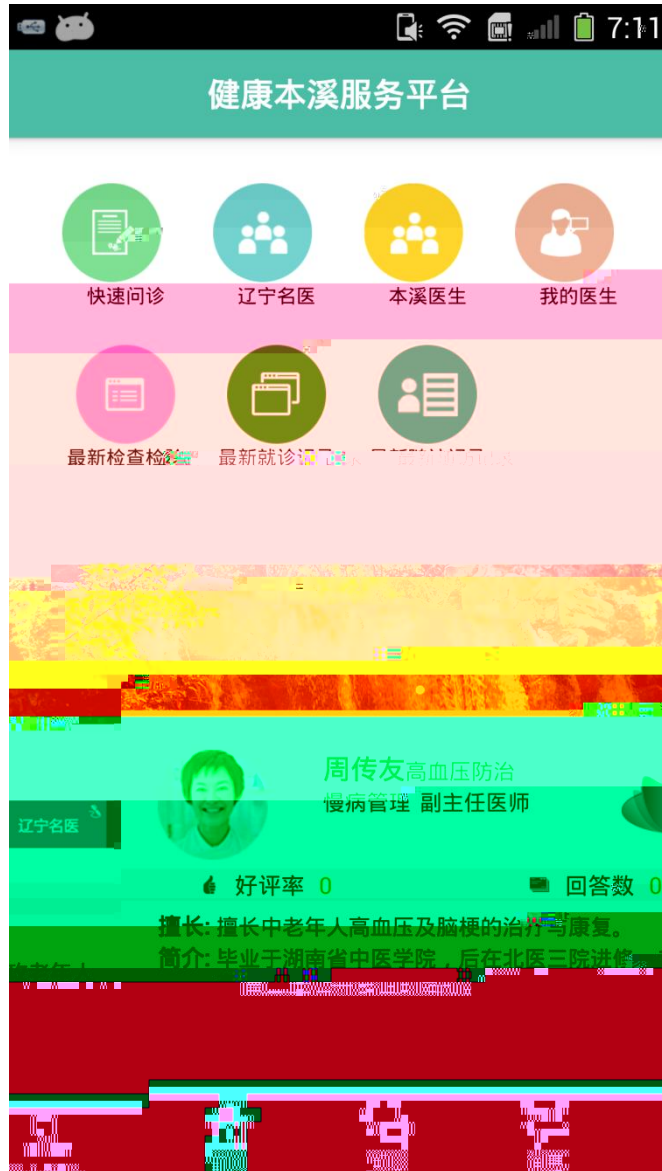 7:11
健康本溪服务平台
快速问诊 辽宁名医 本溪医生 我的医生
最新检查检验 最新就诊记录
周传友高血压防治
慢病管理 副主任医师
辽宁名医
好评率 0 回答数 0
擅长: 擅长中老年人高血压及脑梗的治疗与康复。
简介: 毕业于湖南省中医学院，后在北医三院进修